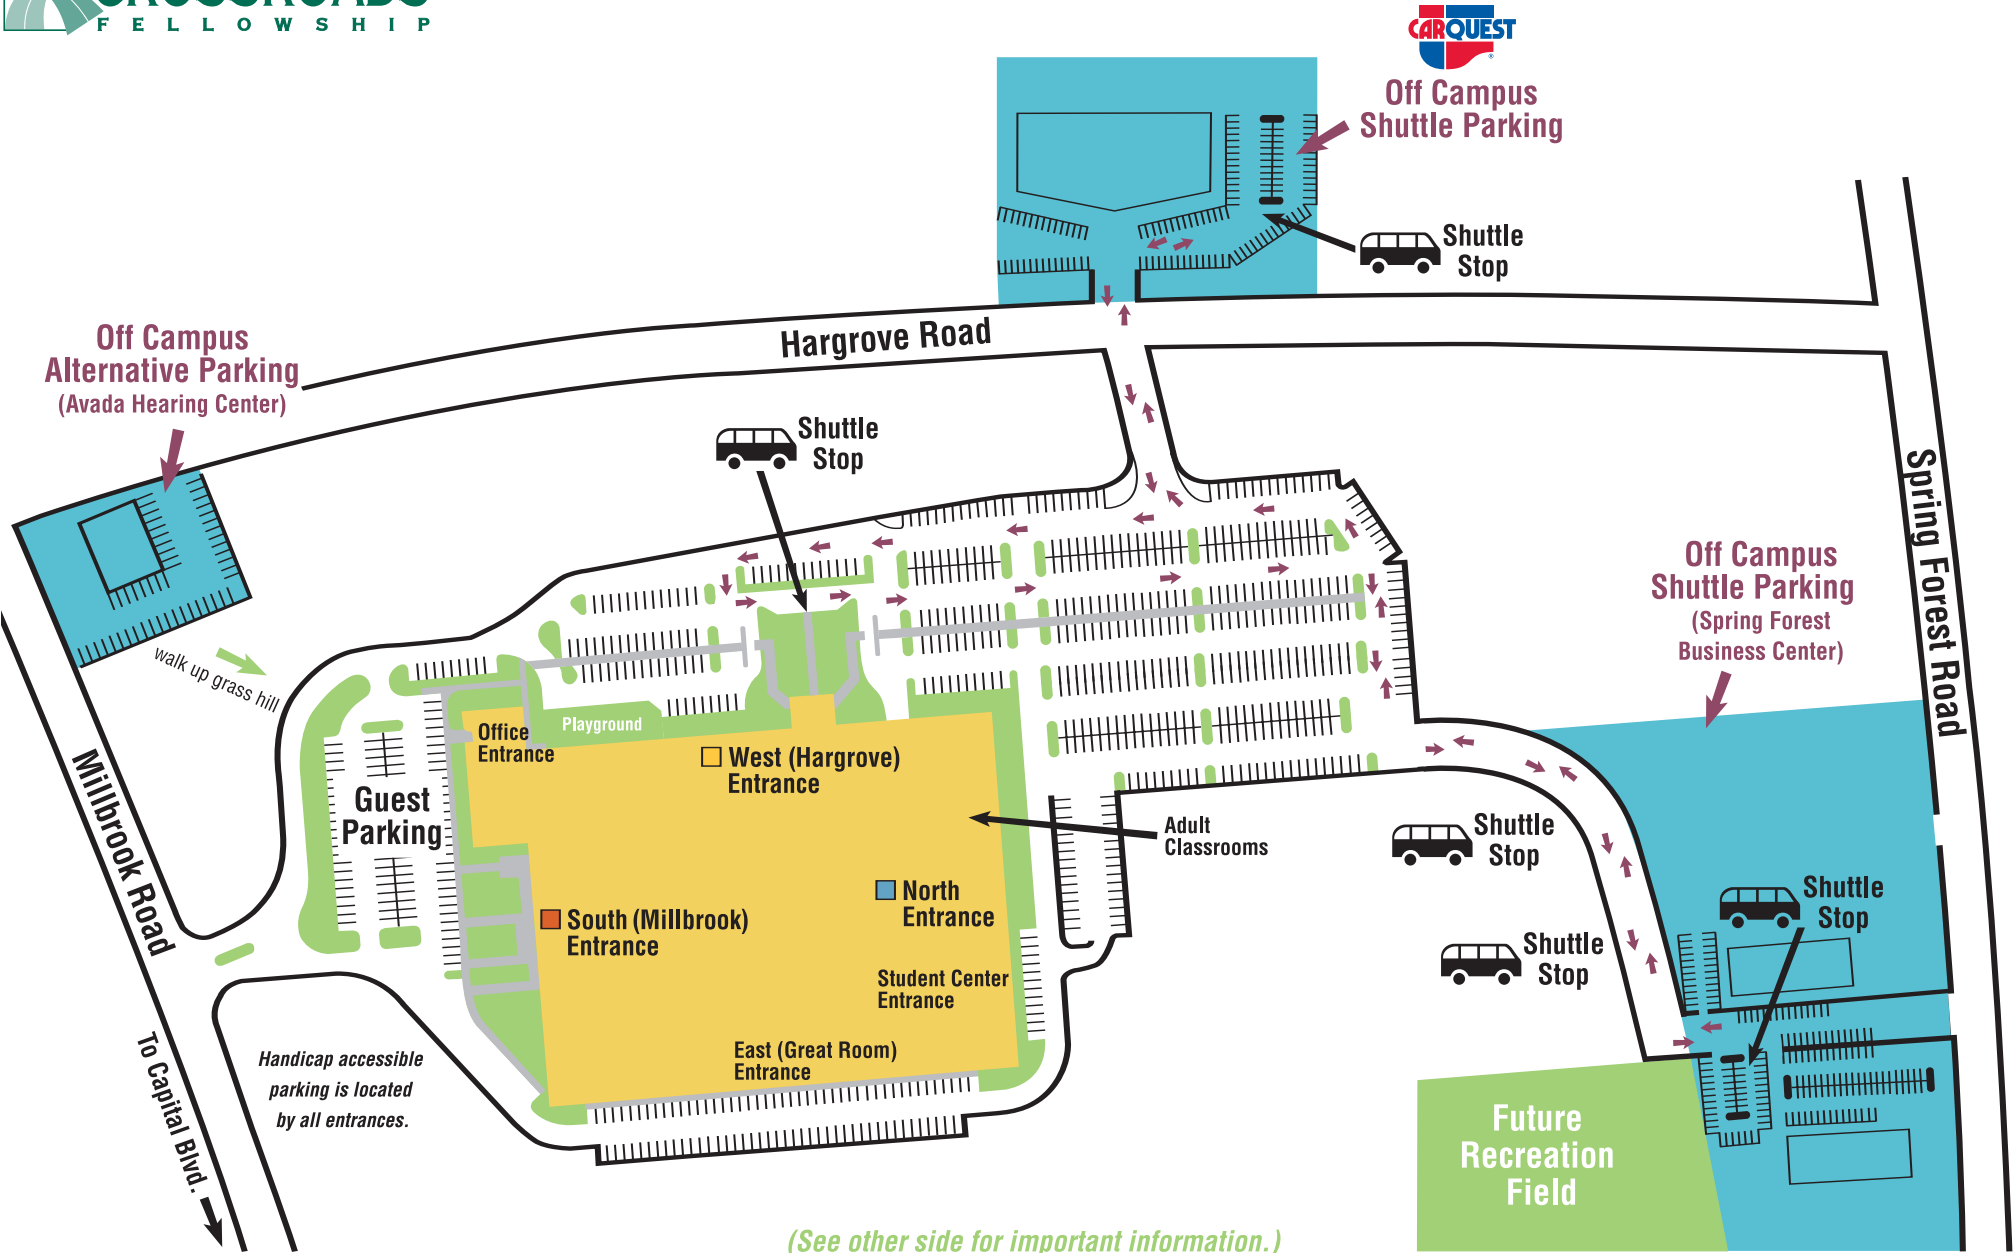 FELLOWSHIP
CARQUEST
Off Campus
Shuttle Parking
Shuttle
Stop
Hargrove Road
Off Campus
Alternative Parking
(Avada Hearing Center)
Shuttle
Stop
Spring Forest Road
Off Campus
Shuttle Parking
(Spring Forest
Business Center)
walk up grass hill
Playground
Office
Entrance
West (Hargrove)
Entrance
Guest
Parking
Millbrook Road
Adult
Classrooms
Shuttle
Stop
North
Entrance
South (Millbrook)
Entrance
Shuttle
Stop
Shuttle
Stop
Student Center
Entrance
East (Great Room)
Entrance
To Capital Blvd.
Handicap accessible
parking is located
by all entrances.
Future
Recreation
Field
(See other side for important information.)